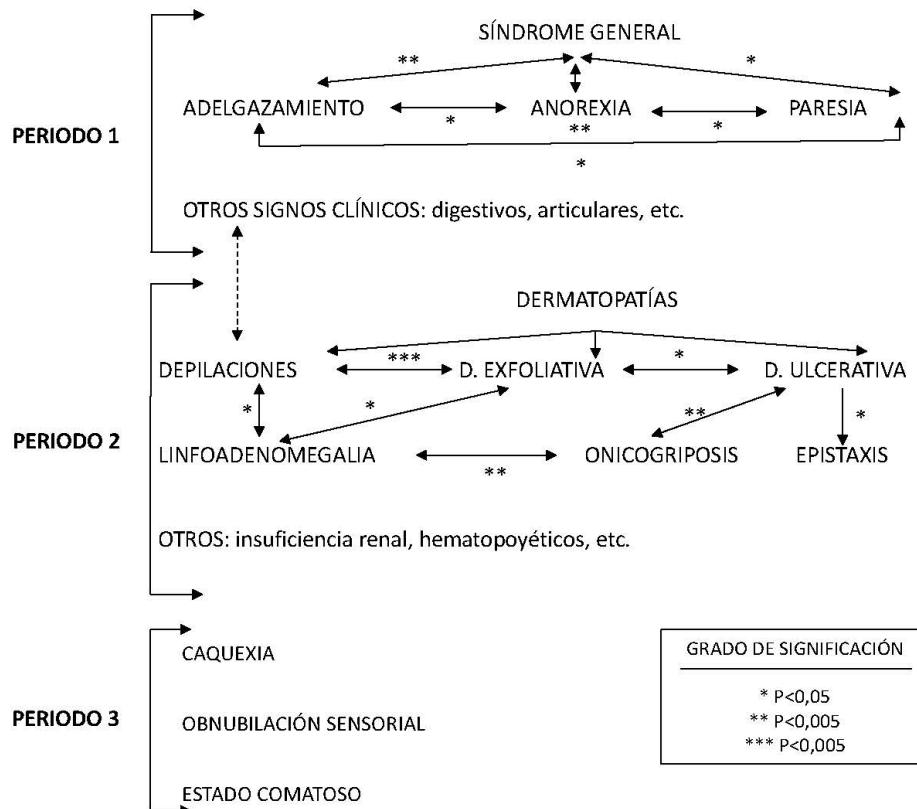 SÍNDROME GENERAL
** *
ADELGAZAMIENTO ANOREXIA PARESIA
* ** *
PERIODO 1
*
OTROS SIGNOS CLÍNICOS: digestivos, articulares, etc.
DERMATOPATÍAS
*** *
DEPILACIONES D. EXFOLIATIVA D. ULCERATIVA
* * ** *
PERIODO 2
LINFOADENOMEGALIA ONICOGRIPOSIS EPISTAXIS
**
OTROS: insuficiencia renal, hematopoyéticos, etc.
CAQUEXIA
PERIODO 3
OBNUBILACIÓN SENSORIAL
ESTADO COMATOSO
GRADO DE SIGNIFICACIÓN
* P<0,05
** P<0,005
*** P<0,005